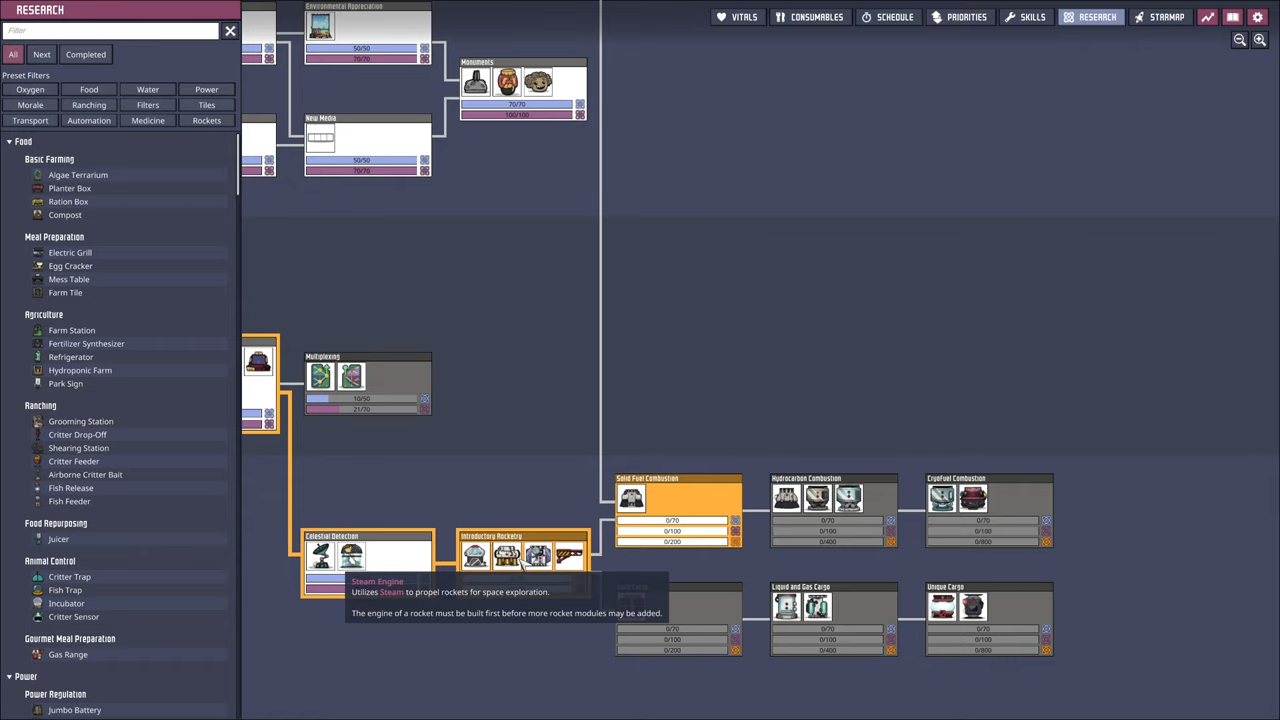 RESEARCH
Filter
All
Next
Completed
Preset Filters
Oxygen
Food
Water
Power
Morale
Ranching
Filters
Tiles
Transport
Automation
Medicine
Rockets
Food
Basic Farming
Algae Terrarium
Planter Box
Ration Box
Compost
Meal Preparation
Electric Grill
Egg Cracker
Mess Table
Farm Tile
Agriculture
Farm Station
Fertilizer Synthesizer
Refrigerator
Hydroponic Farm
Park Sign
Ranching
Grooming Station
Critter Drop-Off
Shearing Station
Critter Feeder
Airborne Critter Bait
Fish Release
Fish Feeder
Food Repurposing
Juicer
Animal Control
Critter Trap
Fish Trap
Incubator
Critter Sensor
Gourmet Meal Preparation
Gas Range
Power
Power Regulation
Jumbo Battery
VITALS
CONSUMABLES
SCHEDULE
PRIORITIES
SKILLS
RESEARCH
STARMAP
Environmental Appreciation
50/50
70/70
Monuments
70/70
100/100
New Media
50/50
70/70
Multiplexing
10/50
21/70
Celestial Detection
Introductory Rocketry
Solid Fuel Combustion
0/70
0/100
0/200
Hydrocarbon Combustion
0/70
0/100
0/400
CryoFuel Combustion
0/70
0/100
0/800
Steam Engine
Utilizes Steam to propel rockets for space exploration.
The engine of a rocket must be built first before more rocket modules may be added.
Solid Cargo
0/70
0/100
0/200
Liquid and Gas Cargo
0/70
0/100
0/400
Unique Cargo
0/70
0/100
0/800